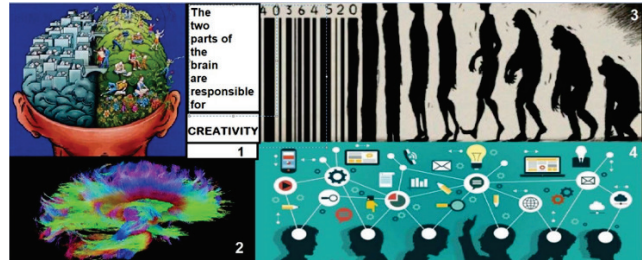 The
two
parts of
the
brain
are
responsible
for
CREATIVITY
1
2
40364520
3
4